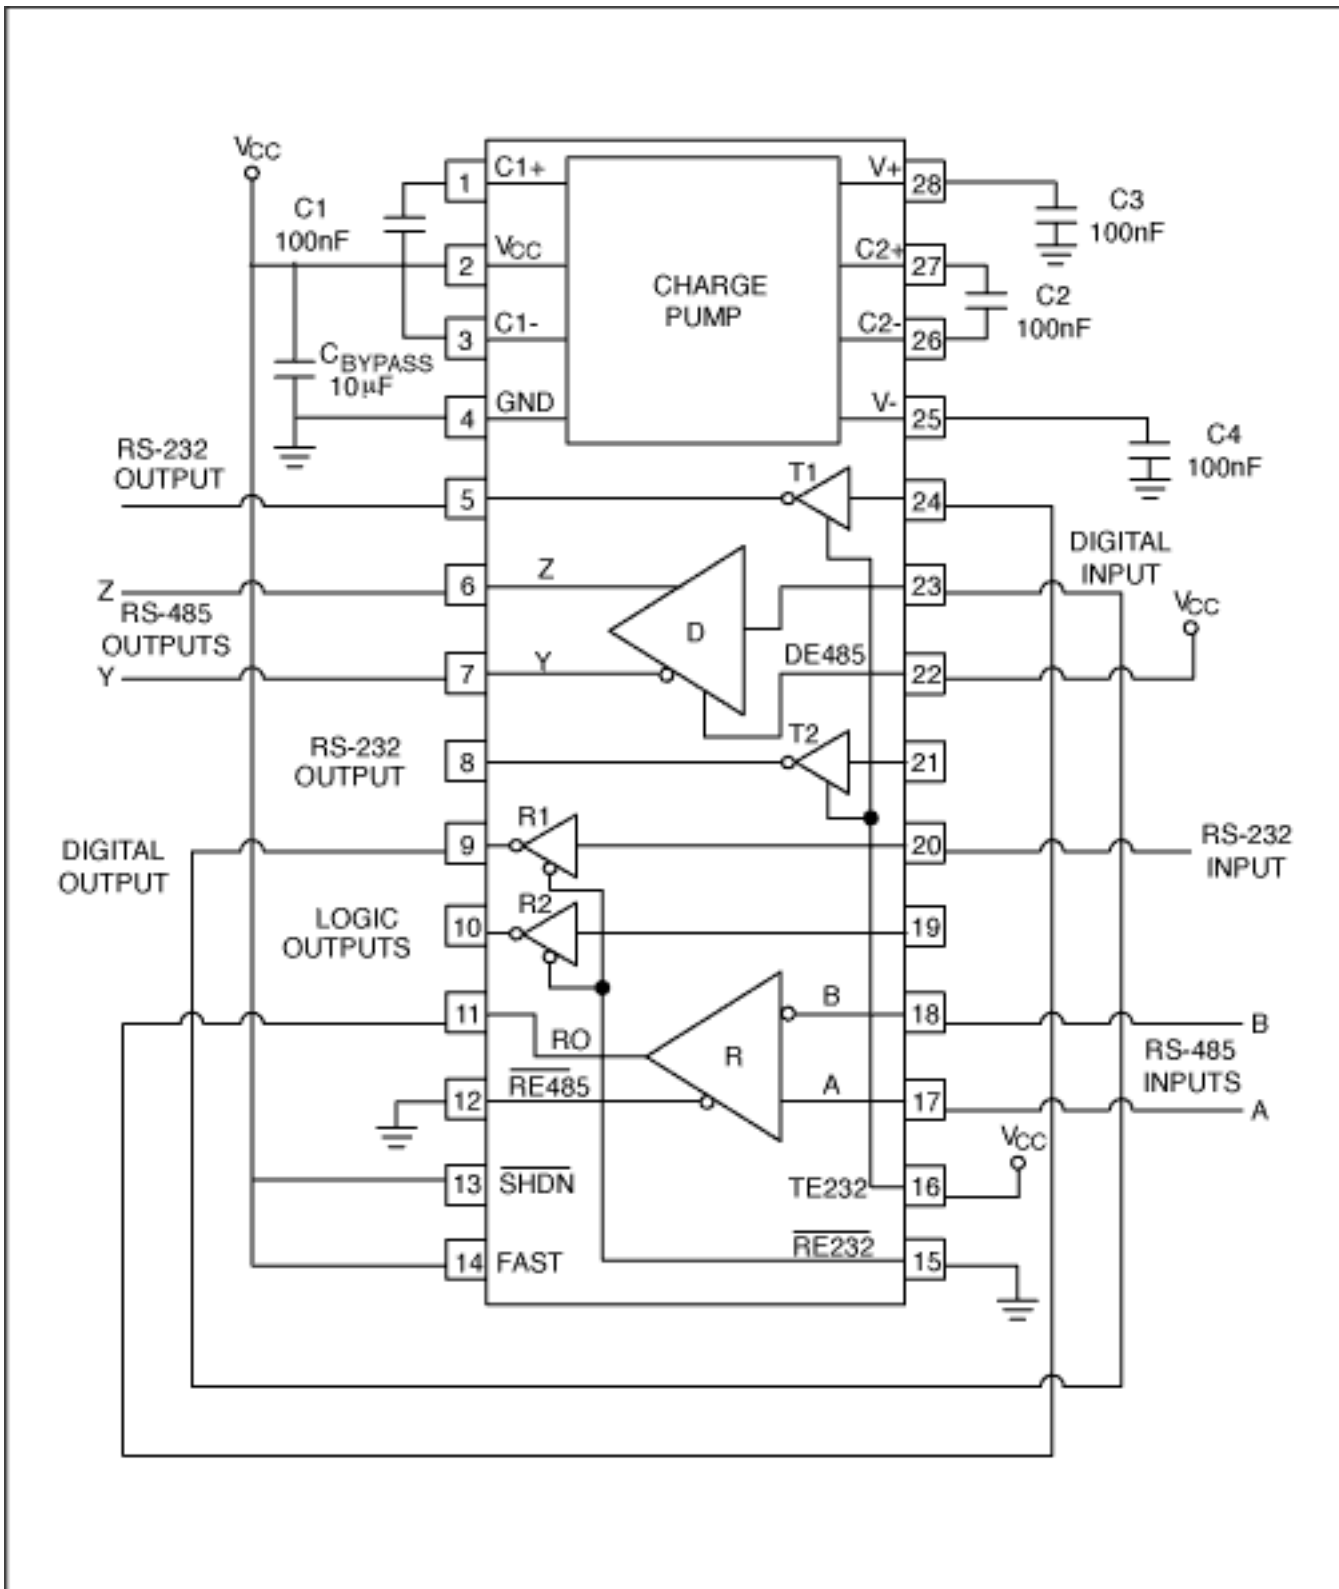 VCC
C1
100nF
CBYPASS
10µF
RS-232
OUTPUT
Z
RS-485
OUTPUTS
Y
RS-232
OUTPUT
DIGITAL
OUTPUT
LOGIC
OUTPUTS
1
2
3
4
5
6
7
8
9
10
11
12
13
14
C1+
VCC
C1-
GND
CHARGE
PUMP
V+
C2+
C2-
V-
T1
Z
D
Y
DE485
T2
R1
R2
B
RO
R
RE485
A
SHDN
TE232
RE232
FAST
28
27
26
25
24
23
22
21
20
19
18
17
16
15
C3
100nF
C2
100nF
C4
100nF
DIGITAL
INPUT
VCC
RS-232
INPUT
B
RS-485
INPUTS
A
VCC